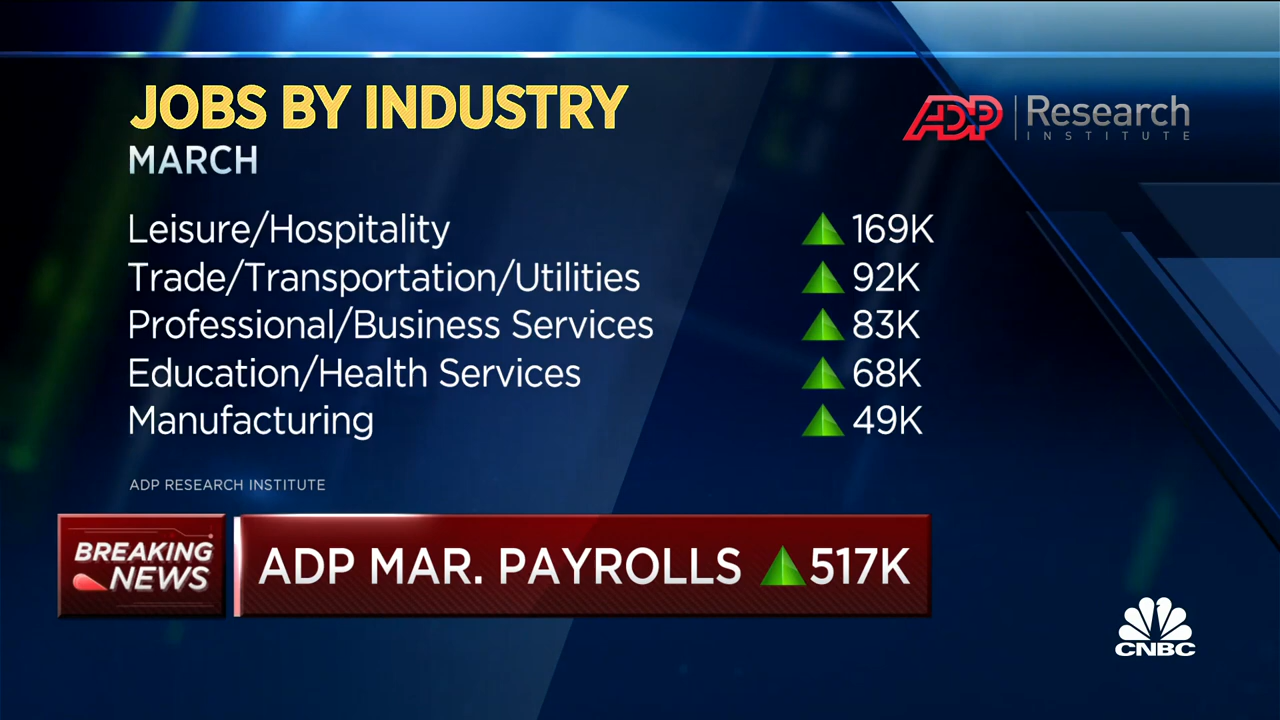 JOBS BY INDUSTRY
MARCH
ADP Research
INSTITUTE
Leisure/Hospitality 169K
Trade/Transportation/Utilities 92K
Professional/Business Services 83K
Education/Health Services 68K
Manufacturing 49K
ADP RESEARCH INSTITUTE
BREAKING
NEWS
ADP MAR. PAYROLLS 517K
CNBC